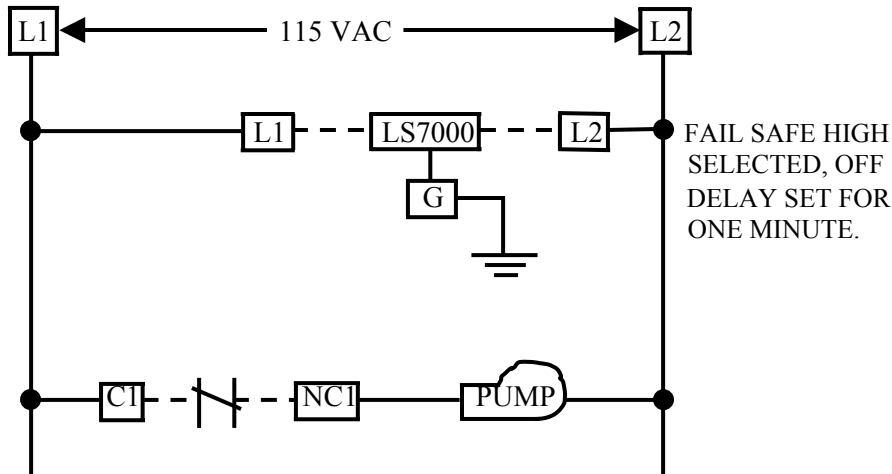 L1 115 VAC L2
L1 LS7000 L2
G
FAIL SAFE HIGH
SELECTED, OFF
DELAY SET FOR
ONE MINUTE.
C1 NC1 PUMP